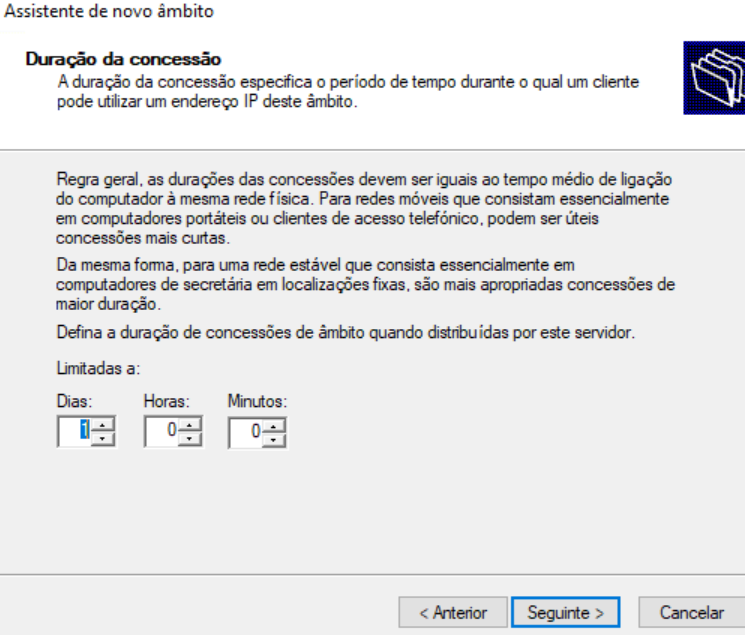 Assistente de novo âmbito
Duração da concessão
A duração da concessão especifica o período de tempo durante o qual um cliente
pode utilizar um endereço IP deste âmbito.
Regra geral, as durações das concessões devem ser iguais ao tempo médio de ligação
do computador à mesma rede física. Para redes móveis que consistam essencialmente
em computadores portáteis ou clientes de acesso telefónico, podem ser úteis
concessões mais curtas.
Da mesma forma, para uma rede estável que consista essencialmente em
computadores de secretária em localizações fixas, são mais apropriadas concessões de
maior duração.
Defina a duração de concessões de âmbito quando distribuídas por este servidor.
Limitadas a:
Dias: Horas: Minutos:
1 0 0
< Anterior Seguinte > Cancelar